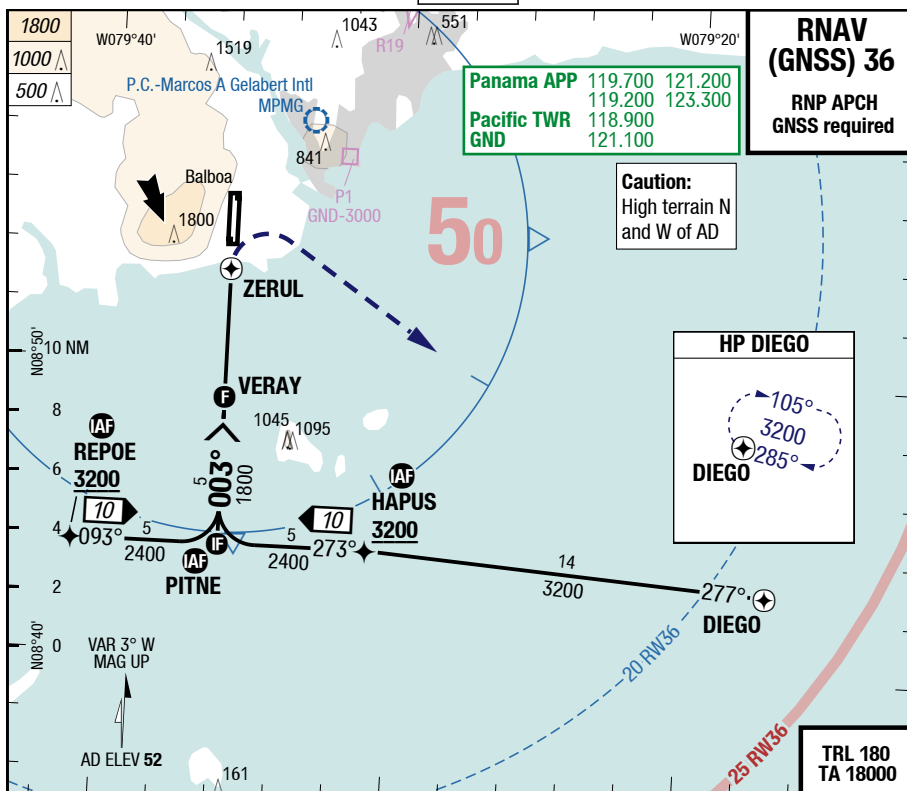 1800
1000
500
W079°40'
1519
1043
551
R19
W079°20'
RNAV
(GNSS) 36
RNP APCH
GNSS required
P.C.-Marcos A Gelabert Intl
MPMG
Panama APP 119.700 121.200
119.200 123.300
Pacific TWR 118.900
GND 121.100
841
P1
GND-3000
Balboa
1800
50
Caution:
High terrain N
and W of AD
ZERUL
N08°50'
10 NM
8
6
4
2
0
N08°40'
VERAY
1045
1095
IAF
REPOE
3200
10
093°
5
2400
F
5
003°
1800
IF
IAF
PITNE
IAF
HAPUS
3200
10
5
2400
273°
14
3200
277°
DIEGO
HP DIEGO
105°
3200
285°
DIEGO
20 RW36
25 RW36
VAR 3° W
MAG UP
AD ELEV 52
161
TRL 180
TA 18000